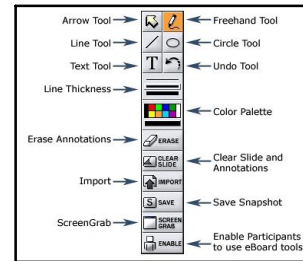 Arrow Tool
Freehand Tool
Line Tool
Circle Tool
Text Tool
T
Undo Tool
Line Thickness
Color Palette
Erase Annotations
ERASE
CLEAR
SLIDE
Clear Slide and
Annotations
Import
IMPORT
S SAVE
Save Snapshot
ScreenGrab
SCREEN
GRAB
ENABLE
Enable Participants
to use eBoard tools